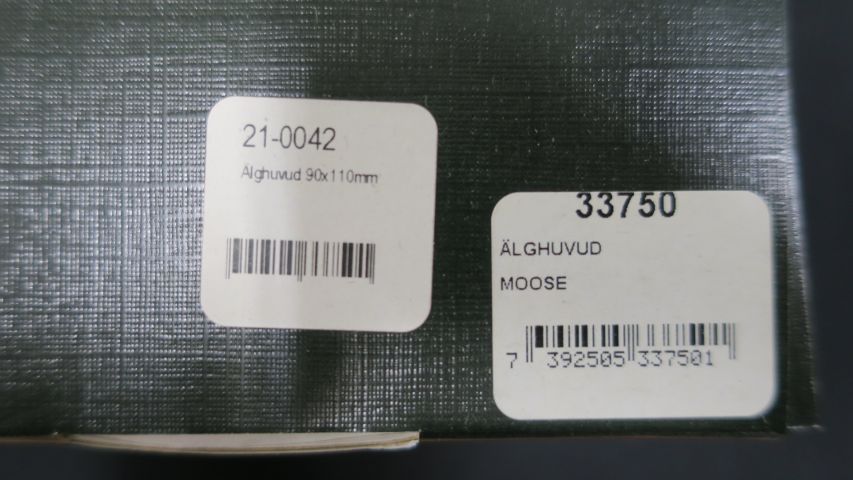 21-0042
Älghuvud 90x110mm
33750
ÄLGHUVUD
MOOSE
7 392505 337501